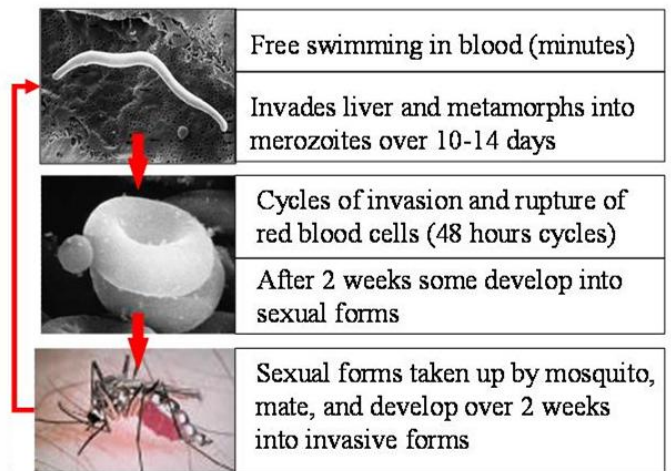 Free swimming in blood (minutes)
Invades liver and metamorphs into
merozoites over 10-14 days
Cycles of invasion and rupture of
red blood cells (48 hours cycles)
After 2 weeks some develop into
sexual forms
Sexual forms taken up by mosquito,
mate, and develop over 2 weeks
into invasive forms